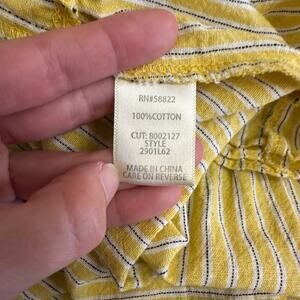 RN#58822
100%COTTON
CUT: 8002127
STYLE
2901L62
MADE IN CHINA
CARE ON REVERSE